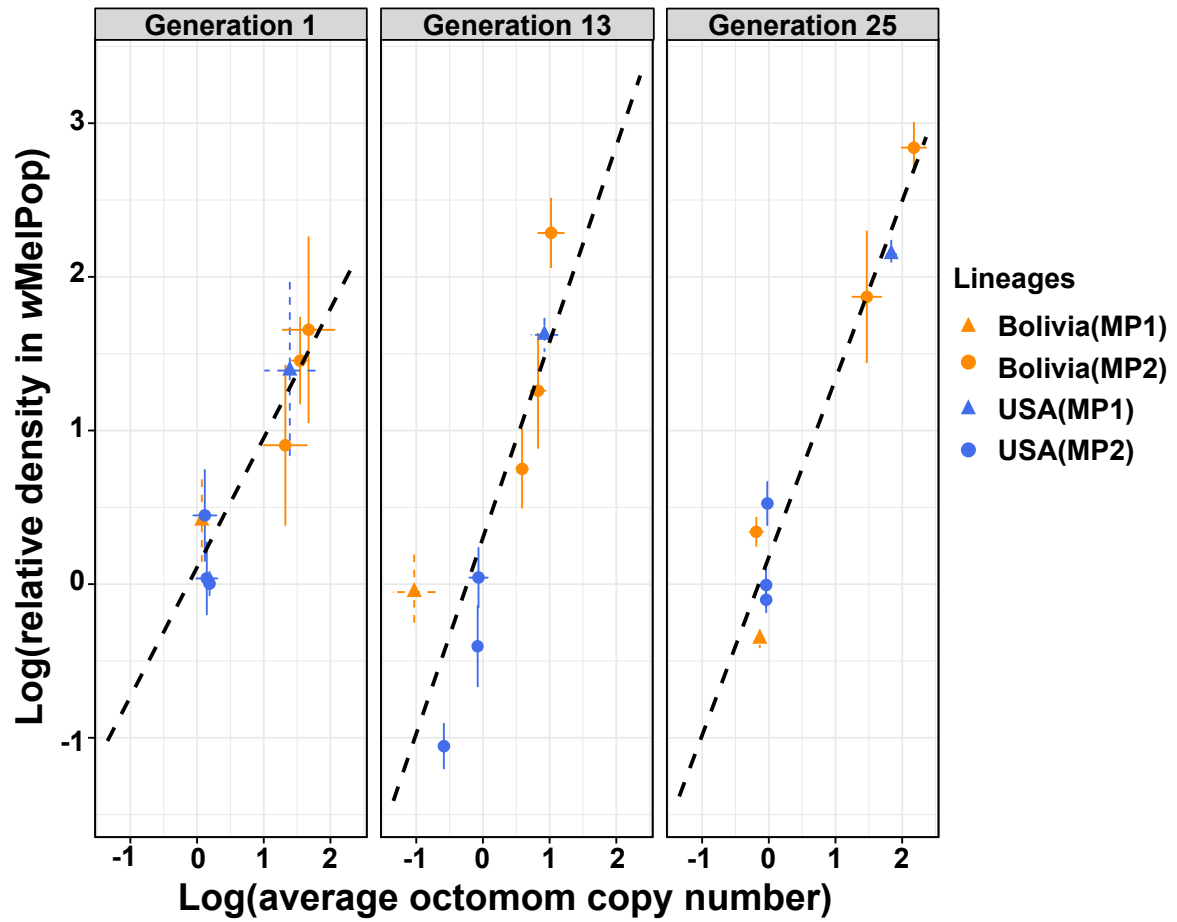 Generation 1
Generation 13
Generation 25
Log(relative density in wMelPop)
3
2
1
0
-1
-1 0 1 2
-1 0 1 2
-1 0 1 2
Log(average octomom copy number)
Lineages
Bolivia(MP1)
Bolivia(MP2)
USA(MP1)
USA(MP2)